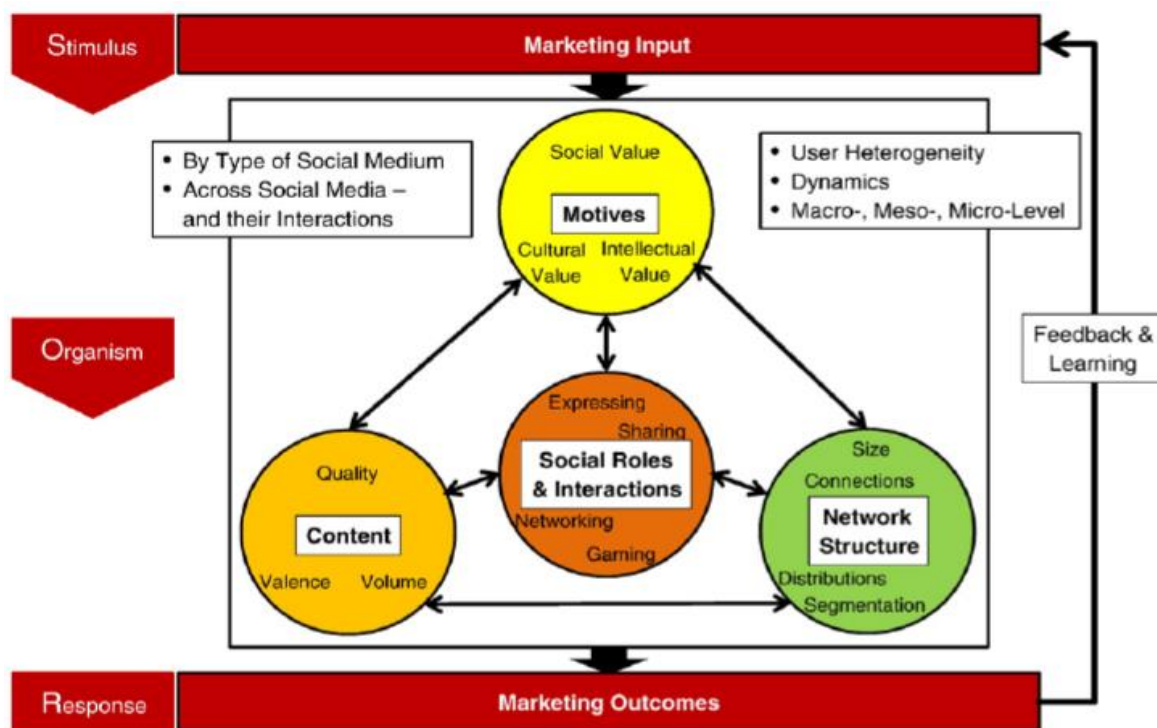 Stimulus
Marketing Input
• By Type of Social Medium
• Across Social Media –
and their Interactions
Social Value
Motives
Cultural
Value
Intellectual
Value
• User Heterogeneity
• Dynamics
• Macro-, Meso-, Micro-Level
Organism
Feedback &
Learning
Expressing
Sharing
Social Roles
& Interactions
Networking
Gaming
Quality
Content
Valence
Volume
Size
Connections
Network
Structure
Distributions
Segmentation
Response
Marketing Outcomes